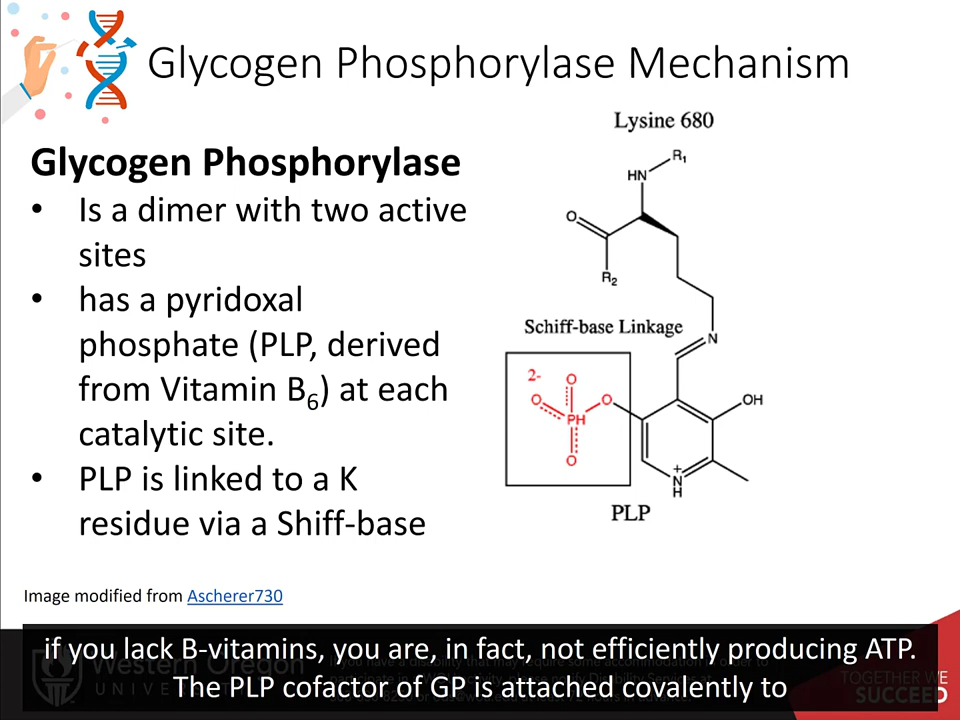 Glycogen Phosphorylase Mechanism
Glycogen Phosphorylase
• Is a dimer with two active
sites
• has a pyridoxal
phosphate (PLP, derived
from Vitamin B6) at each
catalytic site.
• PLP is linked to a K
residue via a Shiff-base
Lysine 680
R1
HN
O
R2
Schiff-base Linkage
N
2-
O
O
O
PH
O
OH
+
N
H
PLP
Image modified from Ascherer730
if you lack B-vitamins, you are, in fact, not efficiently producing ATP.
The PLP cofactor of GP is attached covalently to
Western Oregon
UNIVERSITY
TOGETHER WE
SUCCEED